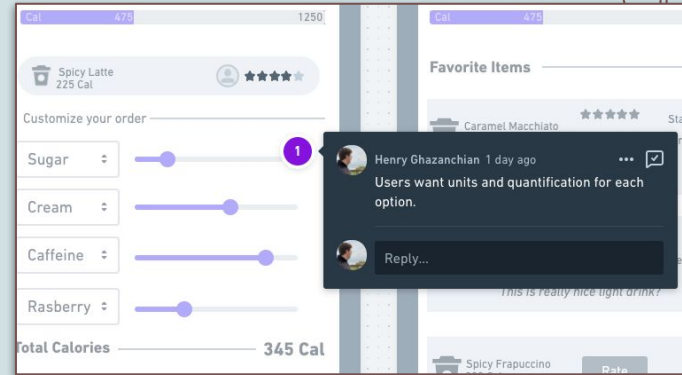 Cal 475 1250
Spicy Latte
225 Cal
Customize your order
Sugar
Cream
Caffeine
Rasberry
Total Calories 345 Cal
1
Henry Ghazanchian 1 day ago
Users want units and quantification for each
option.
Reply...
Cal 475
Favorite Items
Caramel Macchiato
This is really nice light drink?
Spicy Frapuccino
Rate